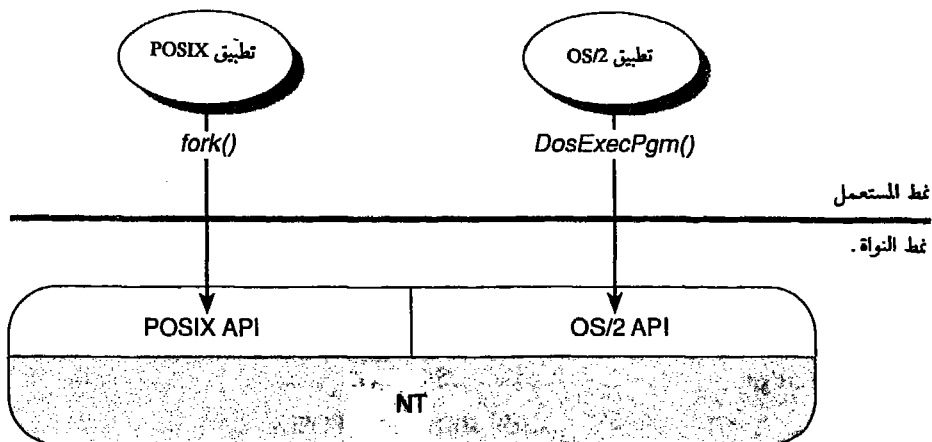 تطبيق POSIX
تطبيق OS/2
fork()
DosExecPgm()
نمط المستعمل
نمط النواة.
POSIX API
OS/2 API
NT